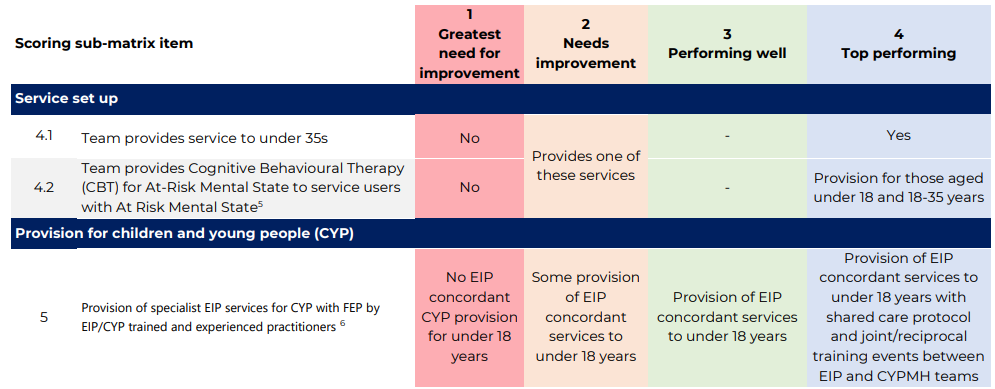 Scoring sub-matrix item
1
Greatest
need for
improvement
2
Needs
improvement
3
Performing well
4
Top performing
Service set up
4.1
Team provides service to under 35s
No
Provides one of
these services
-
Yes
4.2
Team provides Cognitive Behavioural Therapy
(CBT) for At-Risk Mental State to service users
with At Risk Mental State⁵
No
-
Provision for those aged
under 18 and 18-35 years
Provision for children and young people (CYP)
5
Provision of specialist EIP services for CYP with FEP by
EIP/CYP trained and experienced practitioners ⁶
No EIP
concordant
CYP provision
for under 18
years
Some provision
of EIP
concordant
services to
under 18 years
Provision of EIP
concordant services
to under 18 years
Provision of EIP
concordant services to
under 18 years with
shared care protocol
and joint/reciprocal
training events between
EIP and CYPMH teams